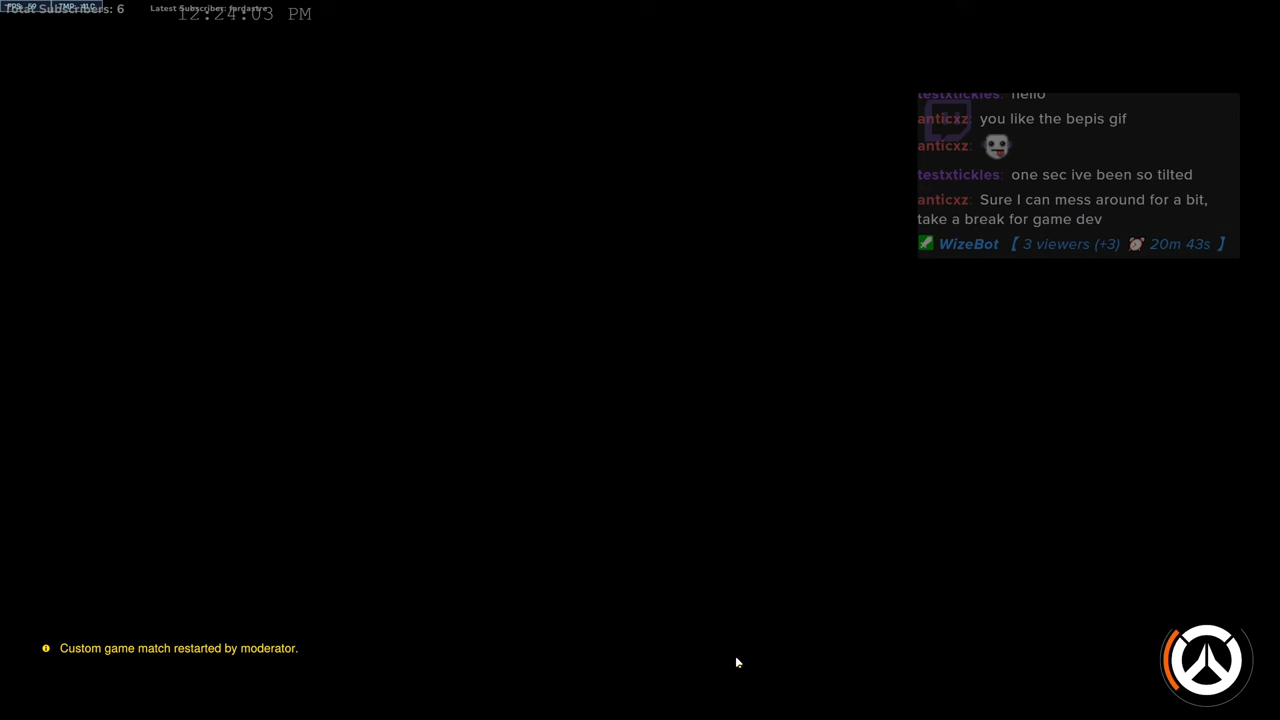 Total Subscribers: 6
Latest Subscriber:
12:24:03 PM
testxtickles: hello
anticxz: you like the bepis gif
anticxz:
testxtickles: one sec ive been so tilted
anticxz: Sure I can mess around for a bit,
take a break for game dev
WizeBot 【 3 viewers (+3) ⏰ 20m 43s 】
Custom game match restarted by moderator.